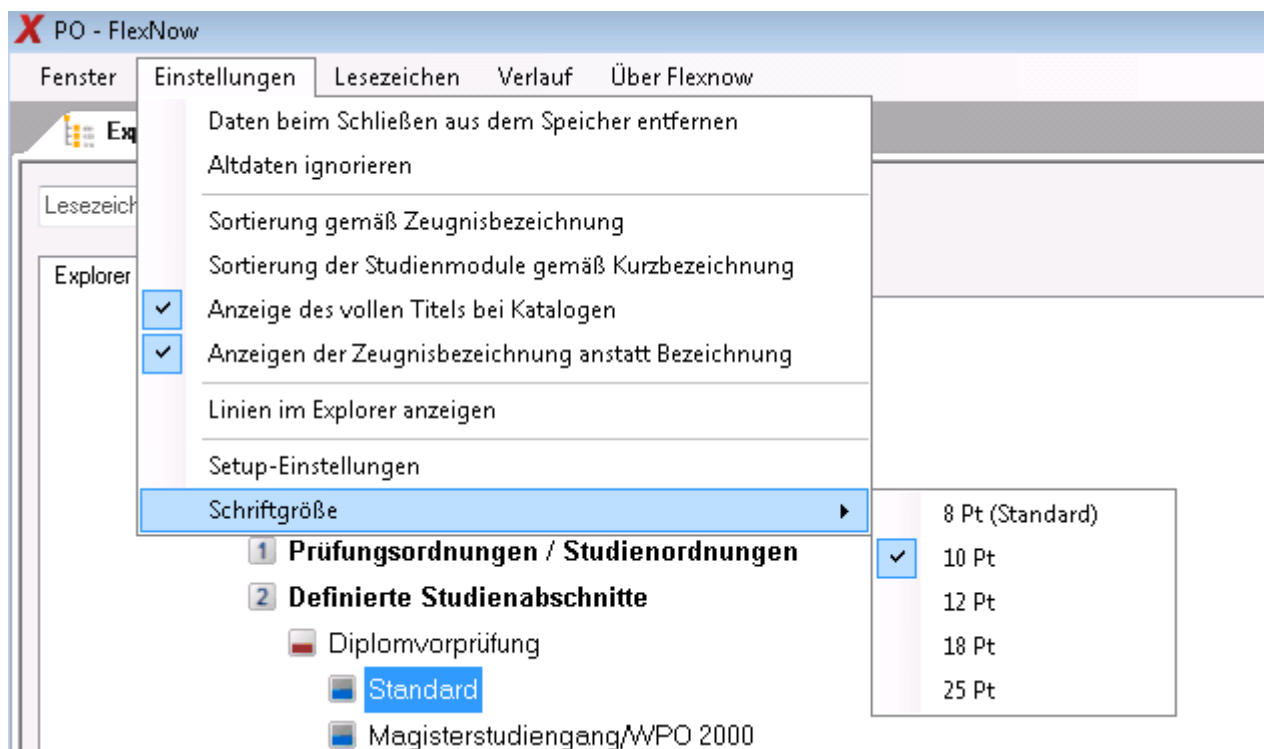 PO - FlexNow
Fenster Einstellungen Lesezeichen Verlauf Über Flexnow
Daten beim Schließen aus dem Speicher entfernen
Altdaten ignorieren
Sortierung gemäß Zeugnisbezeichnung
Sortierung der Studienmodule gemäß Kurzbezeichnung
Explorer
Anzeige des vollen Titels bei Katalogen
Anzeigen der Zeugnisbezeichnung anstatt Bezeichnung
Linien im Explorer anzeigen
Setup-Einstellungen
Schriftgröße
8 Pt (Standard)
10 Pt
12 Pt
18 Pt
25 Pt
1 Prüfungsordnungen / Studienordnungen
2 Definierte Studienabschnitte
Diplomvorprüfung
Standard
Magisterstudiengang/WPO 2000